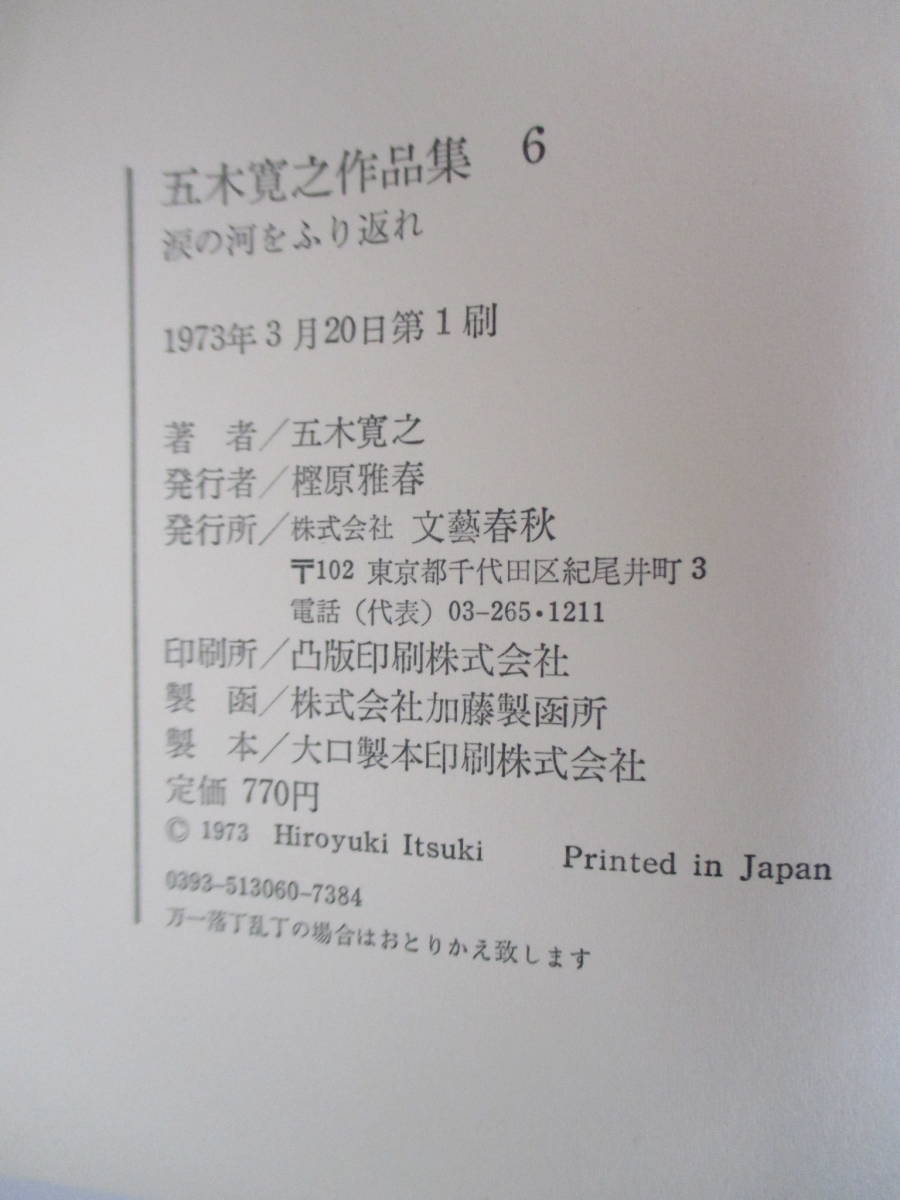 五木寛之作品集 6
涙の河をふり返れ
1973年3月20日第1刷
著 者/五木寛之
発行者/樫原雅春
発行所/株式会社 文藝春秋
〒102 東京都千代田区紀尾井町3
電話(代表)03-265・1211
印刷所/凸版印刷株式会社
製 函/株式会社加藤製函所
製 本/大口製本印刷株式会社
定価 770円
© 1973 Hiroyuki Itsuki Printed in Japan
0393-513060-7384
万一落丁乱丁の場合はおとりかえ致します